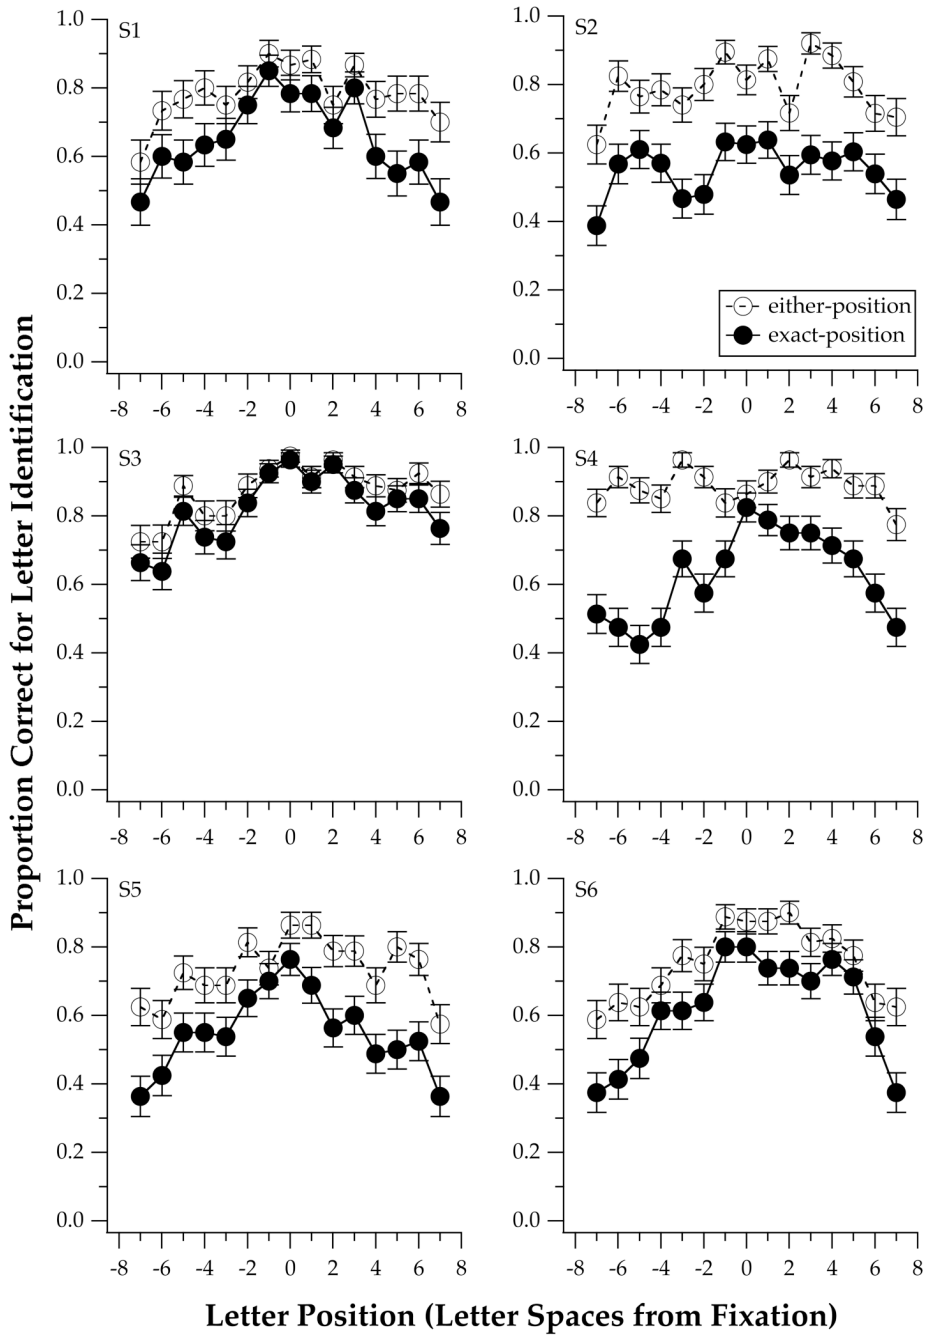 Proportion Correct for Letter Identification
S1
1.0
0.8
0.6
0.4
0.2
0.0
-8 -6 -4 -2 0 2 4 6 8
S2
1.0
0.8
0.6
0.4
0.2
0.0
either-position
exact-position
-8 -6 -4 -2 0 2 4 6 8
S3
1.0
0.8
0.6
0.4
0.2
0.0
-8 -6 -4 -2 0 2 4 6 8
S4
1.0
0.8
0.6
0.4
0.2
0.0
-8 -6 -4 -2 0 2 4 6 8
S5
1.0
0.8
0.6
0.4
0.2
0.0
-8 -6 -4 -2 0 2 4 6 8
S6
1.0
0.8
0.6
0.4
0.2
0.0
-8 -6 -4 -2 0 2 4 6 8
Letter Position (Letter Spaces from Fixation)